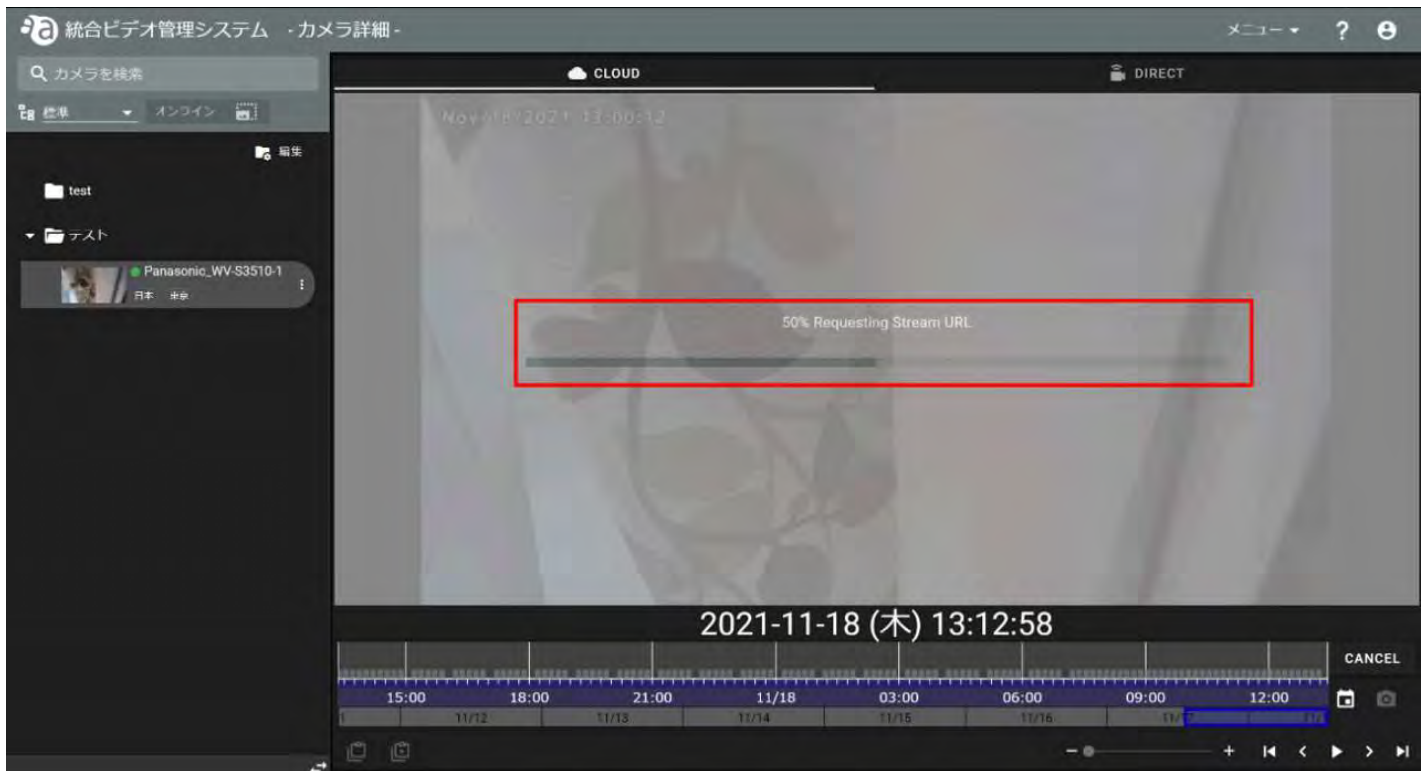 統合ビデオ管理システム - カメラ詳細 -
メニュー
?
カメラを検索
標準
オンライン
編集
test
テスト
Panasonic_WV-S3510-1
日本 東京
CLOUD
DIRECT
50% Requesting Stream URL
2021-11-18 (木) 13:12:58
CANCEL
15:00 18:00 21:00 11/18 03:00 06:00 09:00 12:00
11/12 11/13 11/14 11/15 11/16